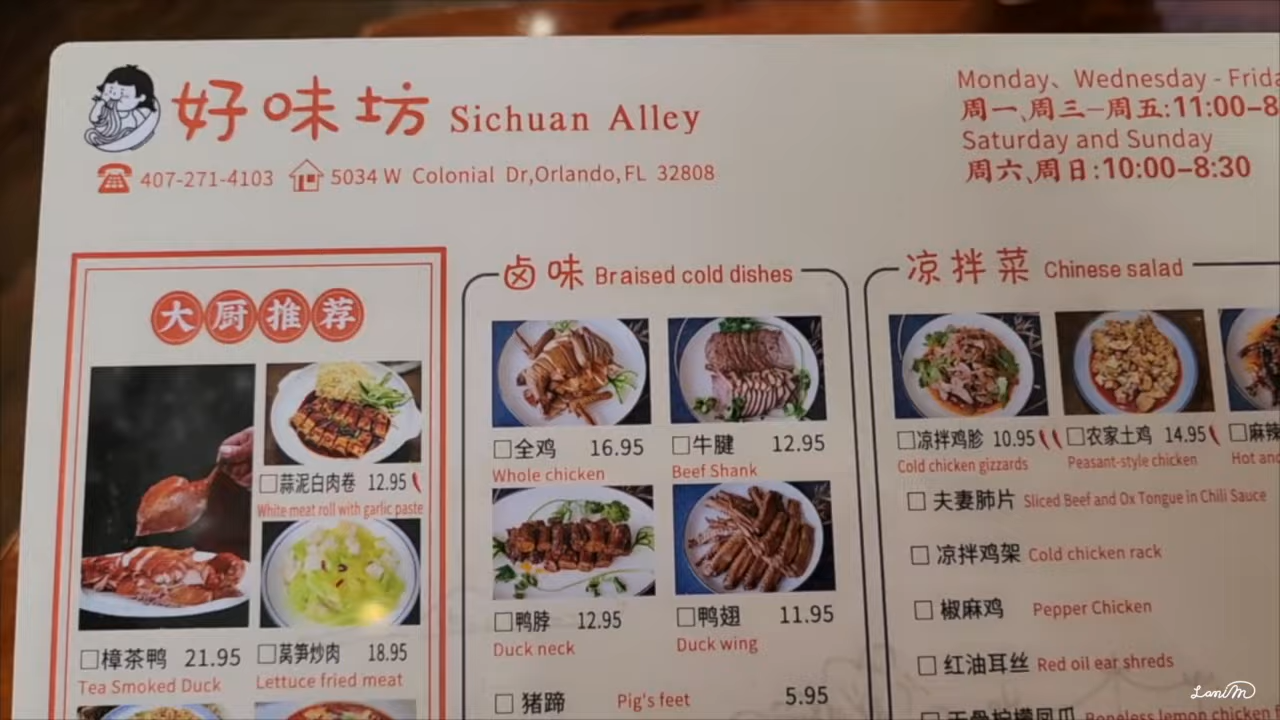 好味坊 Sichuan Alley
407-271-4103 5034 W Colonial Dr,Orlando,FL 32808
Monday、Wednesday - Frida
周一、周三—周五:11:00-8
Saturday and Sunday
周六、周日:10:00-8:30
大厨推荐
蒜泥白肉卷 12.95
White meat roll with garlic paste
樟茶鸭 21.95
Tea Smoked Duck
莴笋炒肉 18.95
Lettuce fried meat
卤味 Braised cold dishes
全鸡 16.95
Whole chicken
牛腱 12.95
Beef Shank
鸭脖 12.95
Duck neck
鸭翅 11.95
Duck wing
猪蹄 Pig's feet 5.95
凉拌菜 Chinese salad
凉拌鸡胗 10.95
Cold chicken gizzards
农家土鸡 14.95
Peasant-style chicken
麻辣
Hot and
夫妻肺片 Sliced Beef and Ox Tongue in Chili Sauce
凉拌鸡架 Cold chicken rack
椒麻鸡 Pepper Chicken
红油耳丝 Red oil ear shreds
无骨柠檬凤爪 Boneless lemon chicken f
LaniM